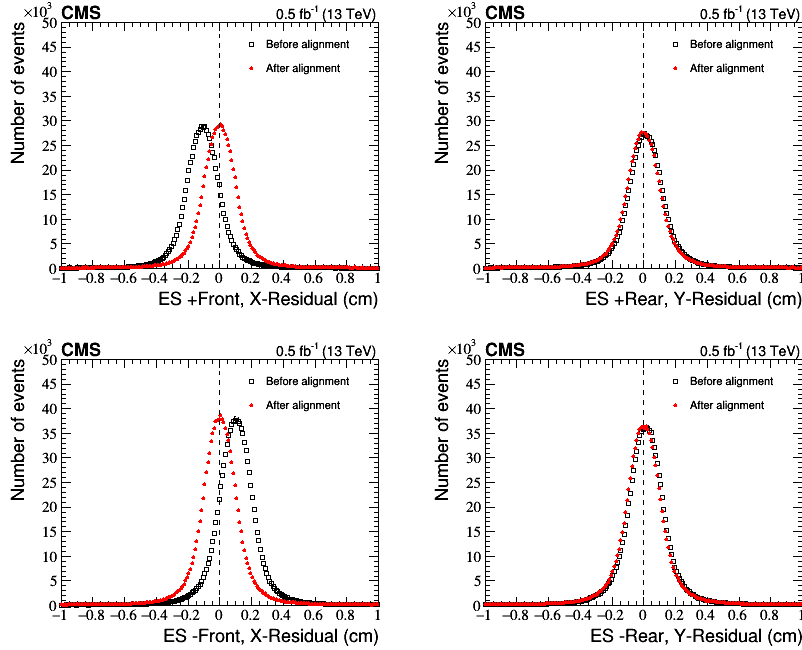 ×10³ CMS 0.5 fb⁻¹ (13 TeV)
Number of events
50
45
40
35
30
25
20
15
10
5
0
Before alignment
After alignment
−1 −0.8 −0.6 −0.4 −0.2 0 0.2 0.4 0.6 0.8 1
ES +Front, X-Residual (cm)
×10³ CMS 0.5 fb⁻¹ (13 TeV)
Number of events
50
45
40
35
30
25
20
15
10
5
0
Before alignment
After alignment
−1 −0.8 −0.6 −0.4 −0.2 0 0.2 0.4 0.6 0.8 1
ES +Rear, Y-Residual (cm)
×10³ CMS 0.5 fb⁻¹ (13 TeV)
Number of events
50
45
40
35
30
25
20
15
10
5
0
Before alignment
After alignment
−1 −0.8 −0.6 −0.4 −0.2 0 0.2 0.4 0.6 0.8 1
ES -Front, X-Residual (cm)
×10³ CMS 0.5 fb⁻¹ (13 TeV)
Number of events
50
45
40
35
30
25
20
15
10
5
0
Before alignment
After alignment
−1 −0.8 −0.6 −0.4 −0.2 0 0.2 0.4 0.6 0.8 1
ES -Rear, Y-Residual (cm)